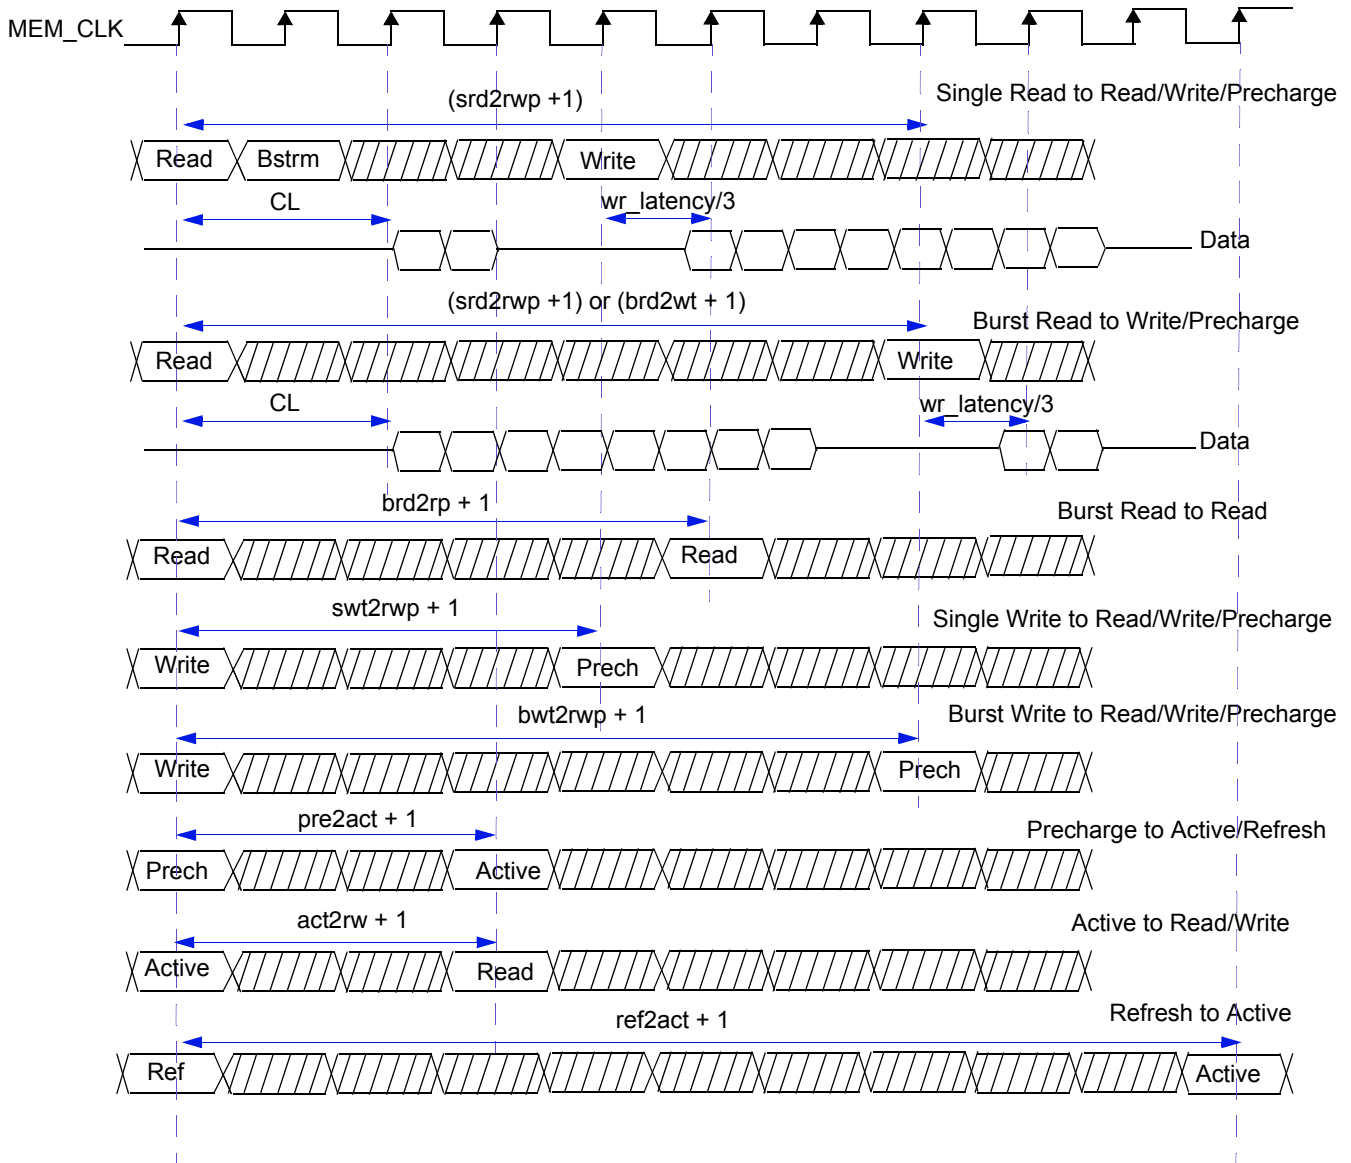 MEM_CLK
Single Read to Read/Write/Precharge
(srd2rwp +1)
Read Bstrm Write
CL wr_latency/3
Data
(srd2rwp +1) or (brd2wt + 1)
Burst Read to Write/Precharge
Read Write
CL wr_latency/3
Data
brd2rp + 1
Burst Read to Read
Read Read
swt2rwp + 1
Single Write to Read/Write/Precharge
Write Prech
bwt2rwp + 1
Burst Write to Read/Write/Precharge
Write Prech
pre2act + 1
Precharge to Active/Refresh
Prech Active
act2rw + 1
Active to Read/Write
Active Read
ref2act + 1
Refresh to Active
Ref Active